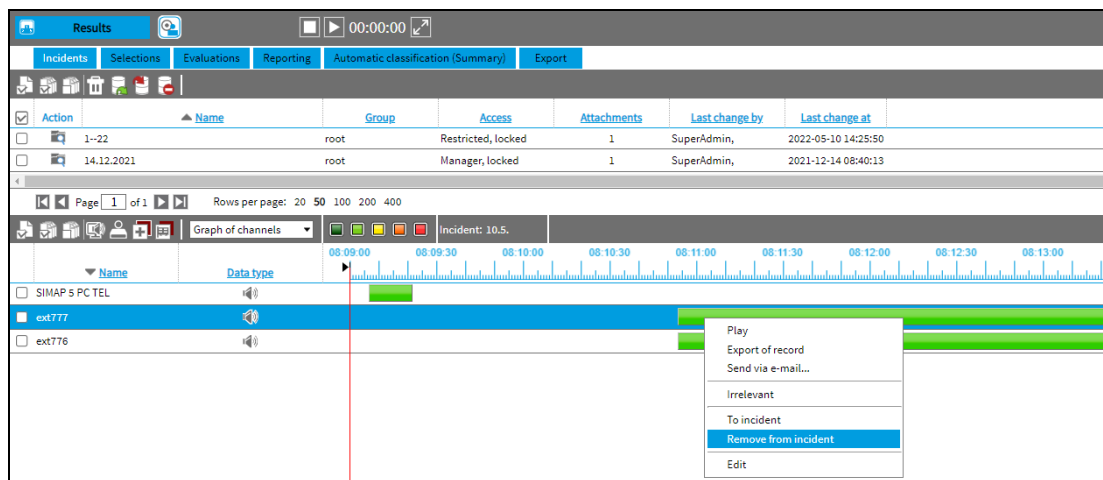 Results 00:00:00
Incidents Selections Evaluations Reporting Automatic classification (Summary) Export
Action Name Group Access Attachments Last change by Last change at
1--22 root Restricted, locked 1 SuperAdmin, 2022-05-10 14:25:50
14.12.2021 root Manager, locked 1 SuperAdmin, 2021-12-14 08:40:13
Page 1 of 1 Rows per page: 20 50 100 200 400
Graph of channels Incident: 10.5.
08:09:00 08:09:30 08:10:00 08:10:30 08:11:00 08:11:30 08:12:00 08:12:30 08:13:00
Name Data type
SIMAP 5 PC TEL
ext777
ext776
Play
Export of record
Send via e-mail...
Irrelevant
To incident
Remove from incident
Edit